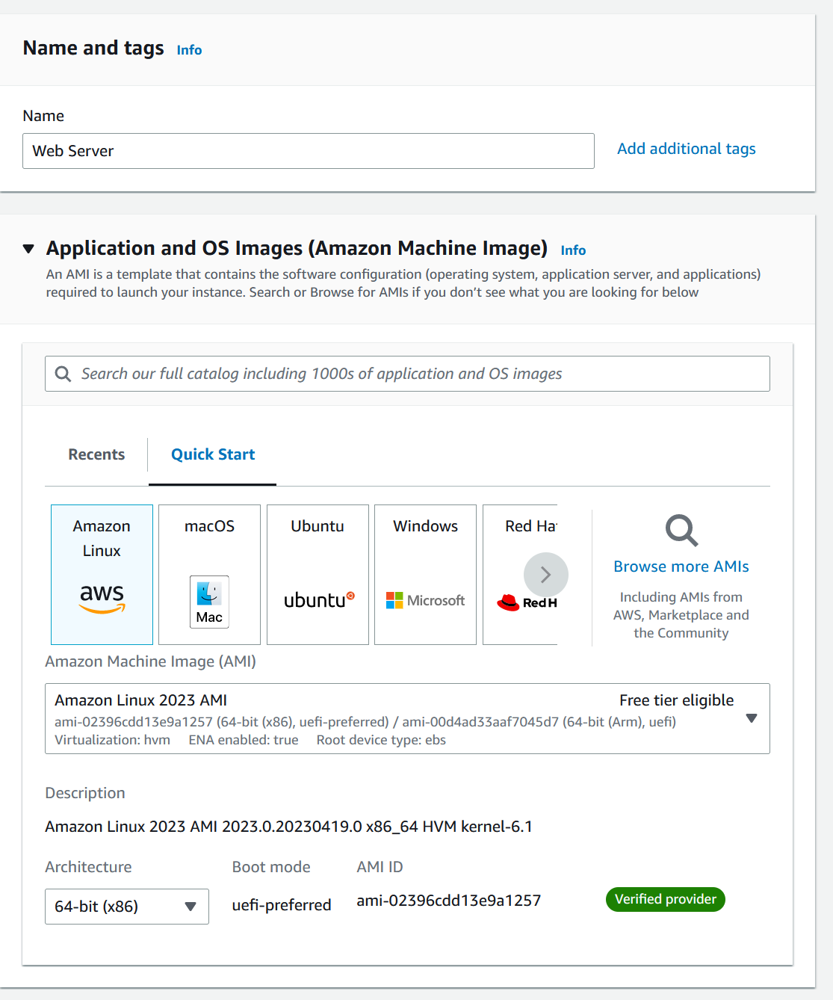 Name and tags Info
Name
Web Server
Add additional tags
Application and OS Images (Amazon Machine Image) Info
An AMI is a template that contains the software configuration (operating system, application server, and applications)
required to launch your instance. Search or Browse for AMIs if you don’t see what you are looking for below
Search our full catalog including 1000s of application and OS images
Recents
Quick Start
Amazon
Linux
aws
macOS
Mac
Ubuntu
ubuntu
Windows
Microsoft
Red Ha
Red H
Browse more AMIs
Including AMIs from
AWS, Marketplace and
the Community
Amazon Machine Image (AMI)
Amazon Linux 2023 AMI
Free tier eligible
ami-02396cdd13e9a1257 (64-bit (x86), uefi-preferred) / ami-00d4ad33aaf7045d7 (64-bit (Arm), uefi)
Virtualization: hvm ENA enabled: true Root device type: ebs
Description
Amazon Linux 2023 AMI 2023.0.20230419.0 x86_64 HVM kernel-6.1
Architecture
Boot mode
AMI ID
64-bit (x86)
uefi-preferred
ami-02396cdd13e9a1257
Verified provider